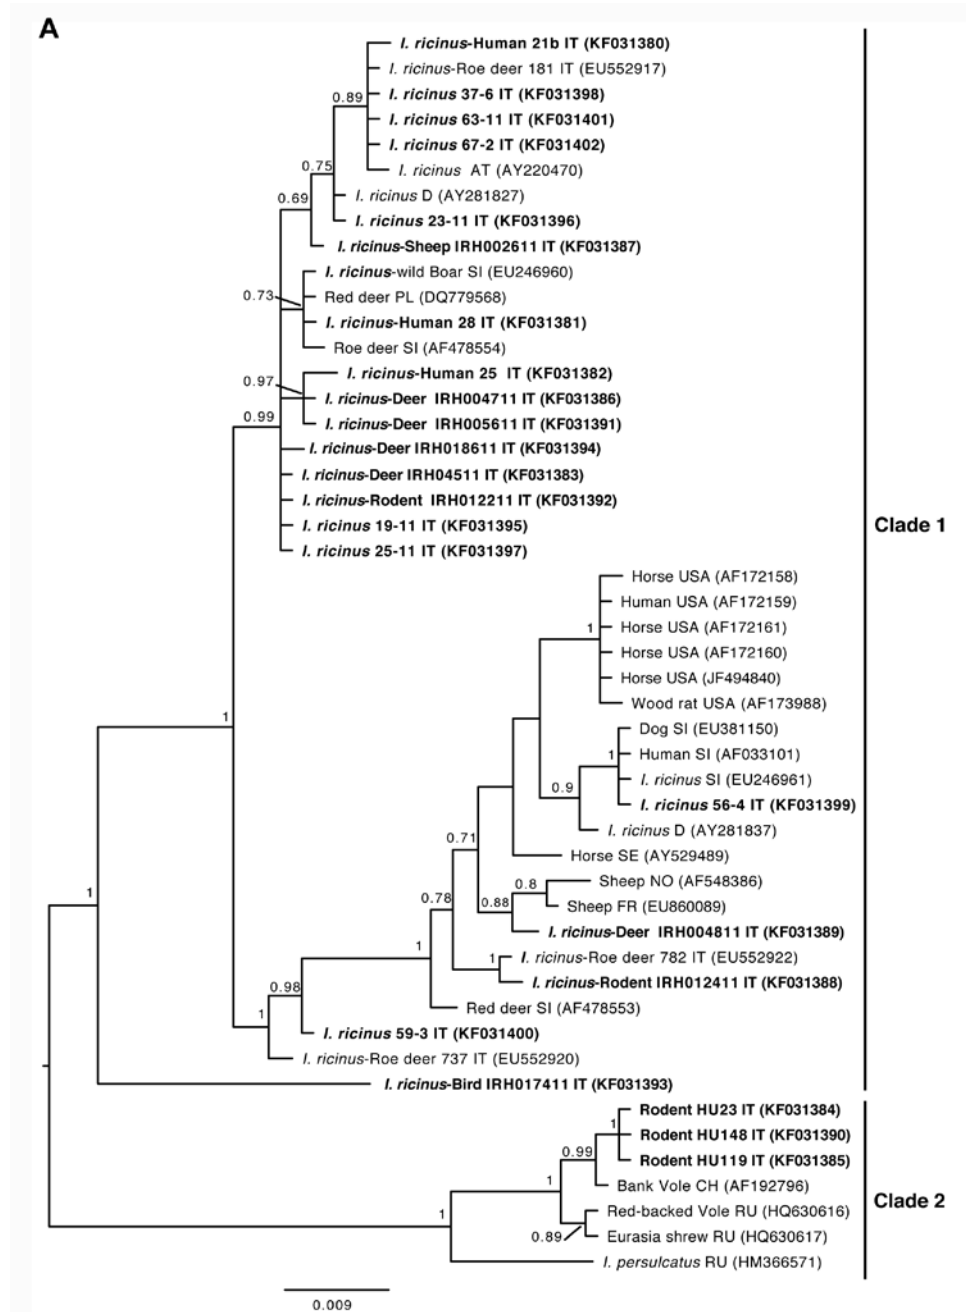 A
I. ricinus-Human 21b IT (KF031380)
I. ricinus-Roe deer 181 IT (EU552917)
0.89
I. ricinus 37-6 IT (KF031398)
I. ricinus 63-11 IT (KF031401)
I. ricinus 67-2 IT (KF031402)
0.75
I. ricinus AT (AY220470)
I. ricinus D (AY281827)
0.69
I. ricinus 23-11 IT (KF031396)
I. ricinus-Sheep IRH002611 IT (KF031387)
I. ricinus-wild Boar SI (EU246960)
0.73
Red deer PL (DQ779568)
I. ricinus-Human 28 IT (KF031381)
Roe deer SI (AF478554)
I. ricinus-Human 25 IT (KF031382)
0.97
I. ricinus-Deer IRH004711 IT (KF031386)
0.99
I. ricinus-Deer IRH005611 IT (KF031391)
I. ricinus-Deer IRH018611 IT (KF031394)
I. ricinus-Deer IRH04511 IT (KF031383)
I. ricinus-Rodent IRH012211 IT (KF031392)
I. ricinus 19-11 IT (KF031395)
Clade 1
I. ricinus 25-11 IT (KF031397)
Horse USA (AF172158)
Human USA (AF172159)
1
Horse USA (AF172161)
Horse USA (AF172160)
Horse USA (JF494840)
Wood rat USA (AF173988)
1
Dog SI (EU381150)
1
Human SI (AF033101)
I. ricinus SI (EU246961)
0.9
I. ricinus 56-4 IT (KF031399)
I. ricinus D (AY281837)
0.71
Horse SE (AY529489)
0.8
Sheep NO (AF548386)
1
0.78
0.88
Sheep FR (EU860089)
I. ricinus-Deer IRH004811 IT (KF031389)
1
1
I. ricinus-Roe deer 782 IT (EU552922)
I. ricinus-Rodent IRH012411 IT (KF031388)
0.98
Red deer SI (AF478553)
1
I. ricinus 59-3 IT (KF031400)
I. ricinus-Roe deer 737 IT (EU552920)
I. ricinus-Bird IRH017411 IT (KF031393)
Rodent HU23 IT (KF031384)
1
Rodent HU148 IT (KF031390)
0.99
Rodent HU119 IT (KF031385)
1
Bank Vole CH (AF192796)
Clade 2
1
Red-backed Vole RU (HQ630616)
0.89
Eurasia shrew RU (HQ630617)
I. persulcatus RU (HM366571)
0.009